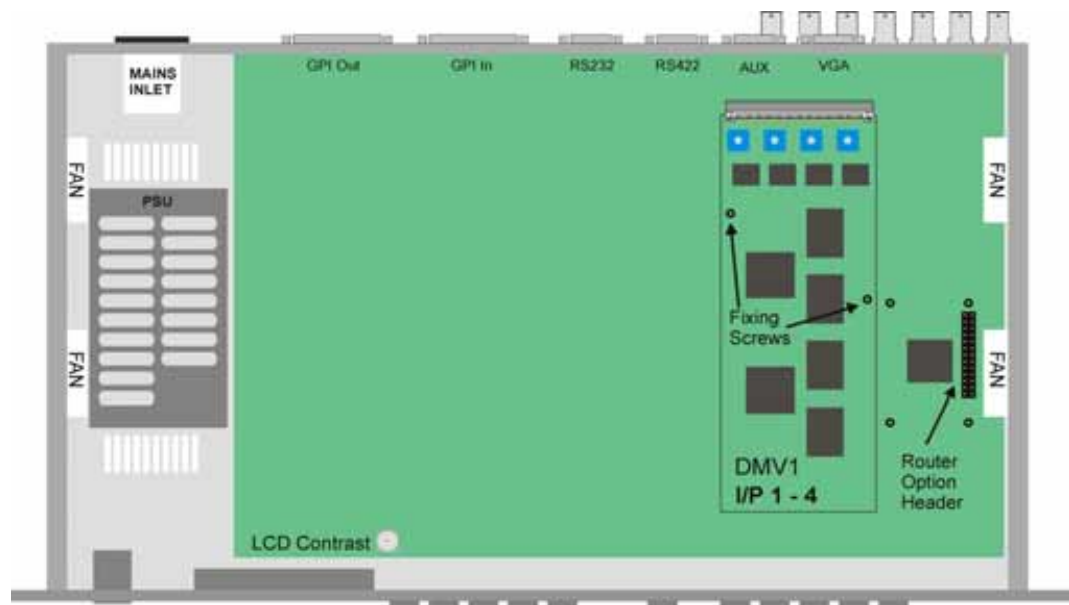 MAINS
INLET
GPI Out
GPI In
RS232
RS422
AUX
VGA
FAN
FAN
PSU
Fixing
Screws
FAN
FAN
DMV1
I/P 1 - 4
Router
Option
Header
LCD Contrast